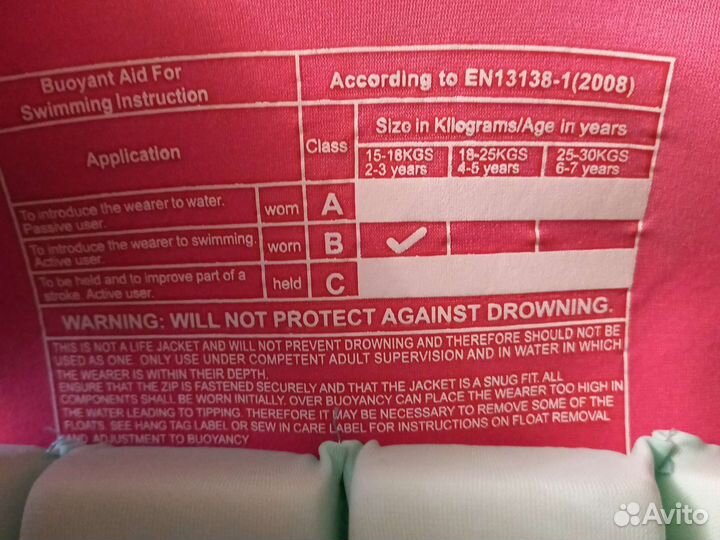 Buoyant Aid For
Swimming Instruction
According to EN13138-1(2008)
Application
Class
Size in Kilograms/Age in years
15-18KGS
2-3 years
18-25KGS
4-5 years
25-30KGS
6-7 years
To introduce the wearer to water.
Passive user.
worn
A
To introduce the wearer to swimming.
Active user.
worn
B
✓
To be held and to improve part of a
stroke. Active user.
held
C
WARNING: WILL NOT PROTECT AGAINST DROWNING.
THIS IS NOT A LIFE JACKET AND WILL NOT PREVENT DROWNING AND THEREFORE SHOULD NOT BE
USED AS ONE. ONLY USE UNDER COMPETENT ADULT SUPERVISION AND IN WATER IN WHICH
THE WEARER IS WITHIN THEIR DEPTH.
ENSURE THAT THE ZIP IS FASTENED SECURELY AND THAT THE JACKET IS A SNUG FIT. ALL
COMPONENTS SHALL BE WORN INITIALLY. OVER BUOYANCY CAN PLACE THE WEARER TOO HIGH IN
THE WATER LEADING TO TIPPING. THEREFORE IT MAY BE NECESSARY TO REMOVE SOME OF THE
FLOATS. SEE HANG TAG LABEL OR SEW IN CARE LABEL FOR INSTRUCTIONS ON FLOAT REMOVAL
AND ADJUSTMENT TO BUOYANCY
Avito